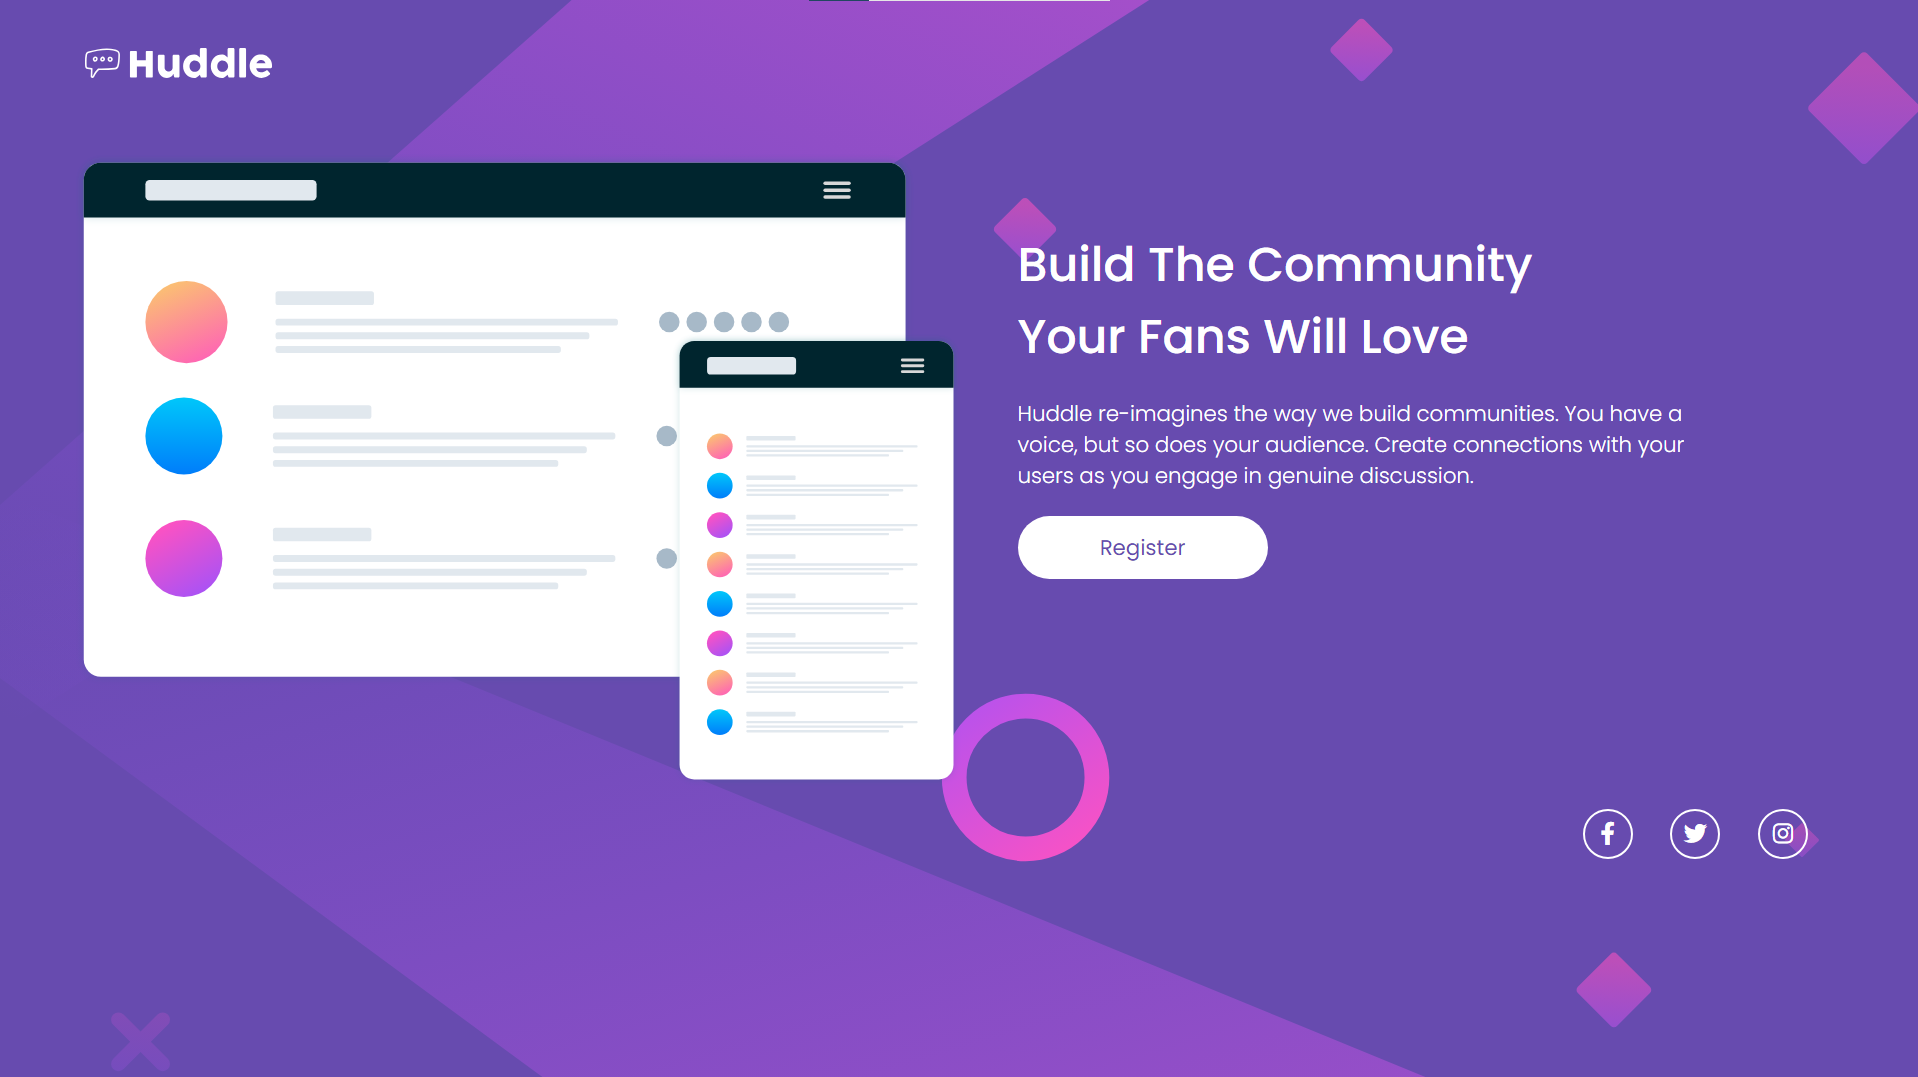 Huddle
Build The Community
Your Fans Will Love
Huddle re-imagines the way we build communities. You have a
voice, but so does your audience. Create connections with your
users as you engage in genuine discussion.
Register